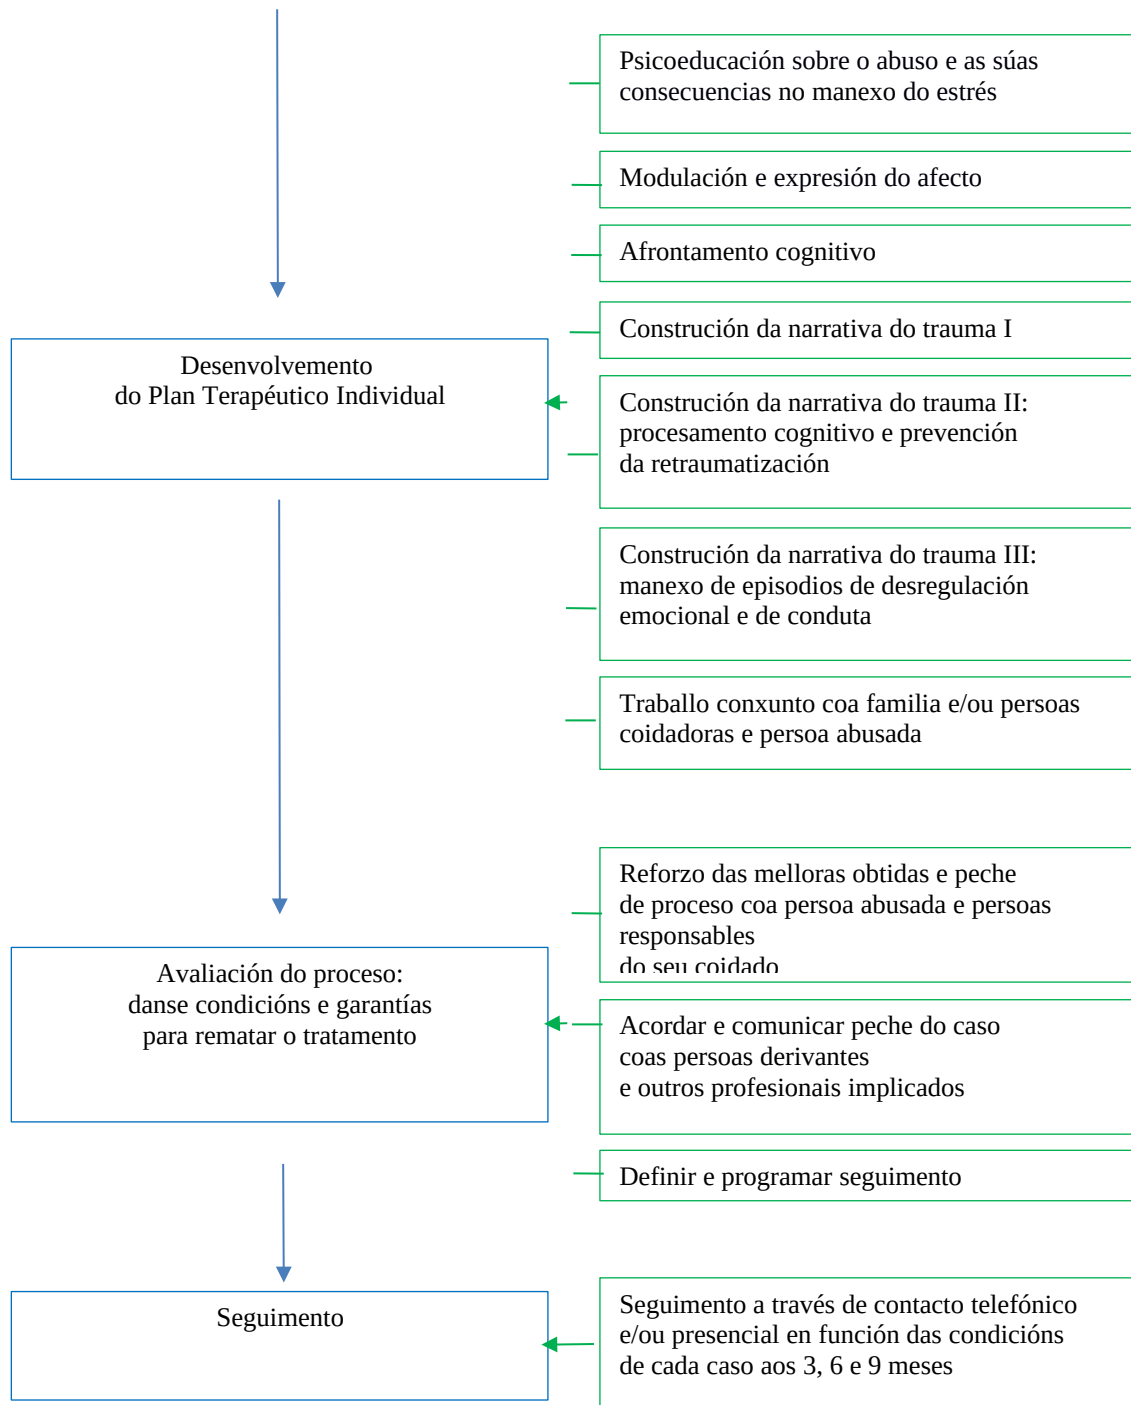 Psicoeducación sobre o abuso e as súas
consecuencias no manexo do estrés
Modulación e expresión do afecto
Afrontamento cognitivo
Construción da narrativa do trauma I
Desenvolvemento
do Plan Terapéutico Individual
Construción da narrativa do trauma II:
procesamento cognitivo e prevención
da retraumatización
Construción da narrativa do trauma III:
manexo de episodios de desregulación
emocional e de conduta
Traballo conxunto coa familia e/ou persoas
coidadoras e persoa abusada
Reforzo das melloras obtidas e peche
de proceso coa persoa abusada e persoas
responsables
do seu coidado
Avaliación do proceso:
danse condicións e garantías
para rematar o tratamento
Acordar e comunicar peche do caso
coas persoas derivantes
e outros profesionais implicados
Definir e programar seguimento
Seguimento
Seguimento a través de contacto telefónico
e/ou presencial en función das condicións
de cada caso aos 3, 6 e 9 meses